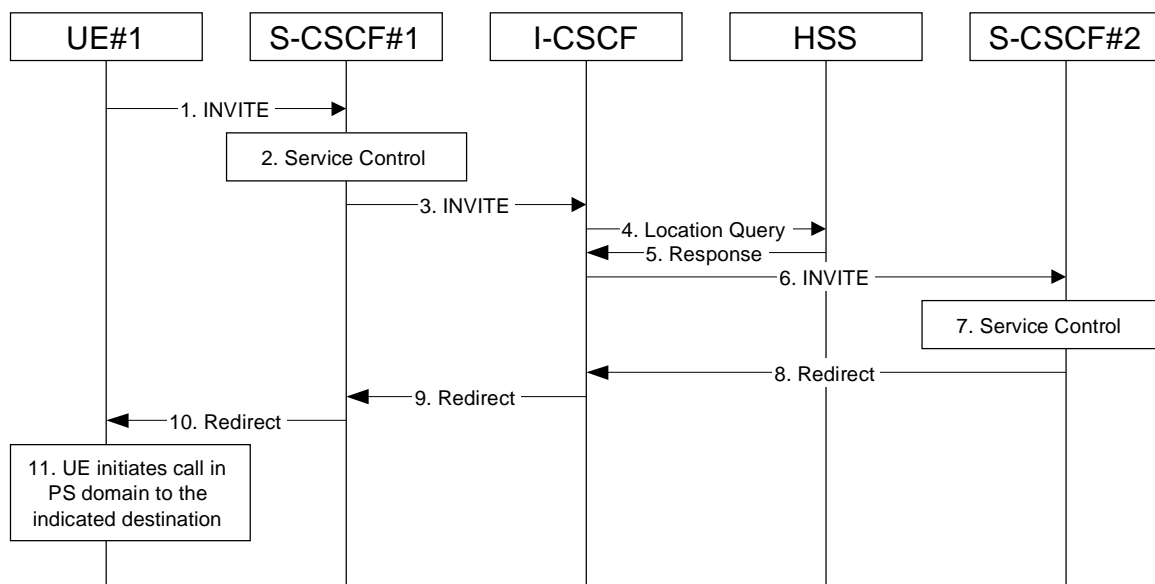 UE#1
S-CSCF#1
I-CSCF
HSS
S-CSCF#2
1. INVITE
2. Service Control
3. INVITE
4. Location Query
5. Response
6. INVITE
7. Service Control
8. Redirect
9. Redirect
10. Redirect
11. UE initiates call in
PS domain to the
indicated destination